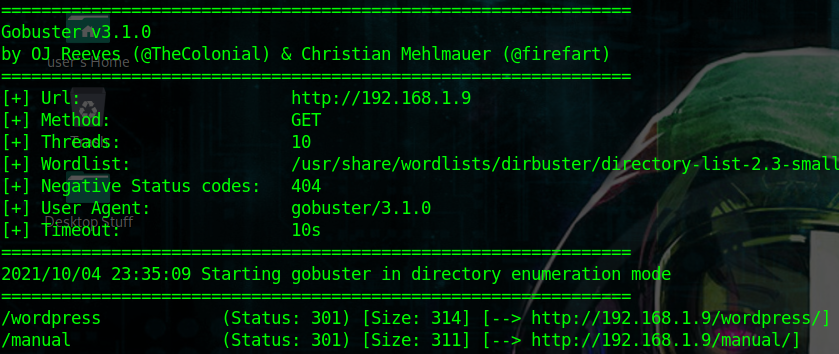 ===============================================================
Gobuster v3.1.0
by OJ Reeves (@TheColonial) & Christian Mehlmauer (@firefart)
user's Home
===============================================================
[+] Url:                     http://192.168.1.9
[+] Method:                  GET
[+] Threads:                 10
[+] Wordlist:                /usr/share/wordlists/dirbuster/directory-list-2.3-small
[+] Negative Status codes:   404
[+] User Agent:              gobuster/3.1.0
Desktop Stuff
[+] Timeout:                 10s
===============================================================
2021/10/04 23:35:09 Starting gobuster in directory enumeration mode
===============================================================
/wordpress            (Status: 301) [Size: 314] [--> http://192.168.1.9/wordpress/]
/manual               (Status: 301) [Size: 311] [--> http://192.168.1.9/manual/]